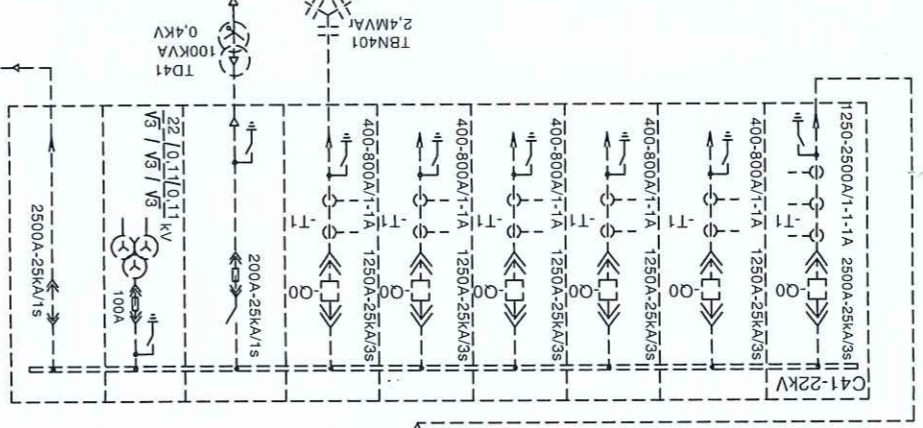 TD41
100KVA
0,4KV
TBN401
2,4MVAr
2500A-25kA/1s
22 / 0,11 / 0,11 kV
√3 / √3 / √3
100A
200A-25kA/1s
400-800A/1-1A
-T1
-Q0
1250A-25kA/3s
400-800A/1-1A
-T1
-Q0
1250A-25kA/3s
400-800A/1-1A
-T1
-Q0
1250A-25kA/3s
400-800A/1-1A
-T1
-Q0
1250A-25kA/3s
400-800A/1-1A
-T1
-Q0
1250A-25kA/3s
1250-2500A/1-1-1A
-T1
-Q0
2500A-25kA/3s
C41-22KV